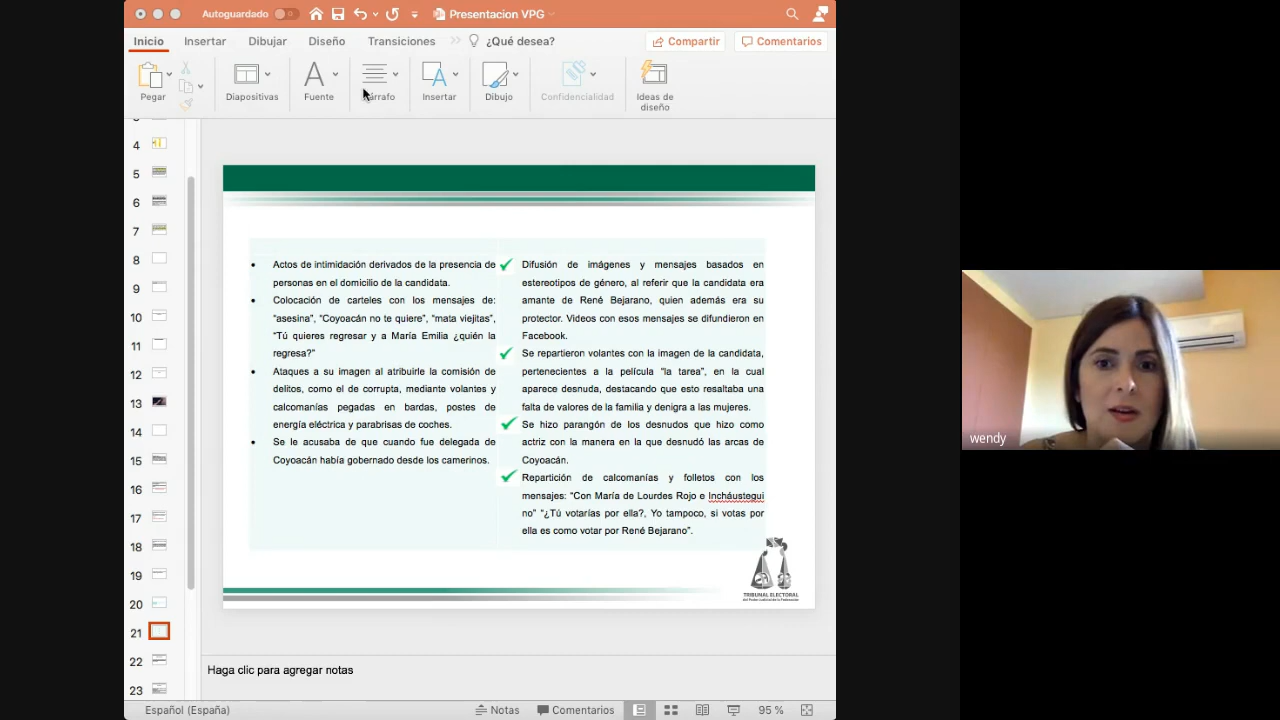 Autoguardado
Presentacion VPG
Inicio
Insertar
Dibujar
Diseño
Transiciones
¿Qué desea?
Compartir
Comentarios
Pegar
Diapositivas
Fuente
Párrafo
Insertar
Dibujo
Confidencialidad
Ideas de
diseño
4
5
6
7
8
9
10
11
12
13
14
15
16
17
18
19
20
21
22
23
• Actos de intimidación derivados de la presencia de
personas en el domicilio de la candidata.
• Colocación de carteles con los mensajes de:
“asesina”, “Coyoacán no te quiere”, “mata viejitas”,
“Tú quieres regresar y a María Emilia ¿quién la
regresa?”
• Ataques a su imagen al atribuirle la comisión de
delitos, como el de corrupta, mediante volantes y
calcomanías pegadas en bardas, postes de
energía eléctrica y parabrisas de coches.
• Se le acusaba de que cuando fue delegada de
Coyoacán había gobernado desde los camerinos.
Difusión de imágenes y mensajes basados en
estereotipos de género, al referir que la candidata era
amante de René Bejarano, quien además era su
protector. Videos con esos mensajes se difundieron en
Facebook.
Se repartieron volantes con la imagen de la candidata,
pertenecientes a la película “la tarea”, en la cual
aparece desnuda, destacando que esto resaltaba una
falta de valores de la familia y denigra a las mujeres.
Se hizo parangón de los desnudos que hizo como
actriz con la manera en la que desnudó las arcas de
Coyoacán.
Repartición de calcomanías y folletos con los
mensajes: “Con María de Lourdes Rojo e Incháustegui
no” “¿Tú votarías por ella?, Yo tampoco, si votas por
ella es como votar por René Bejarano”.
TRIBUNAL ELECTORAL
del Poder Judicial de la Federación
Haga clic para agregar notas
Español (España)
Notas
Comentarios
95 %
wendy